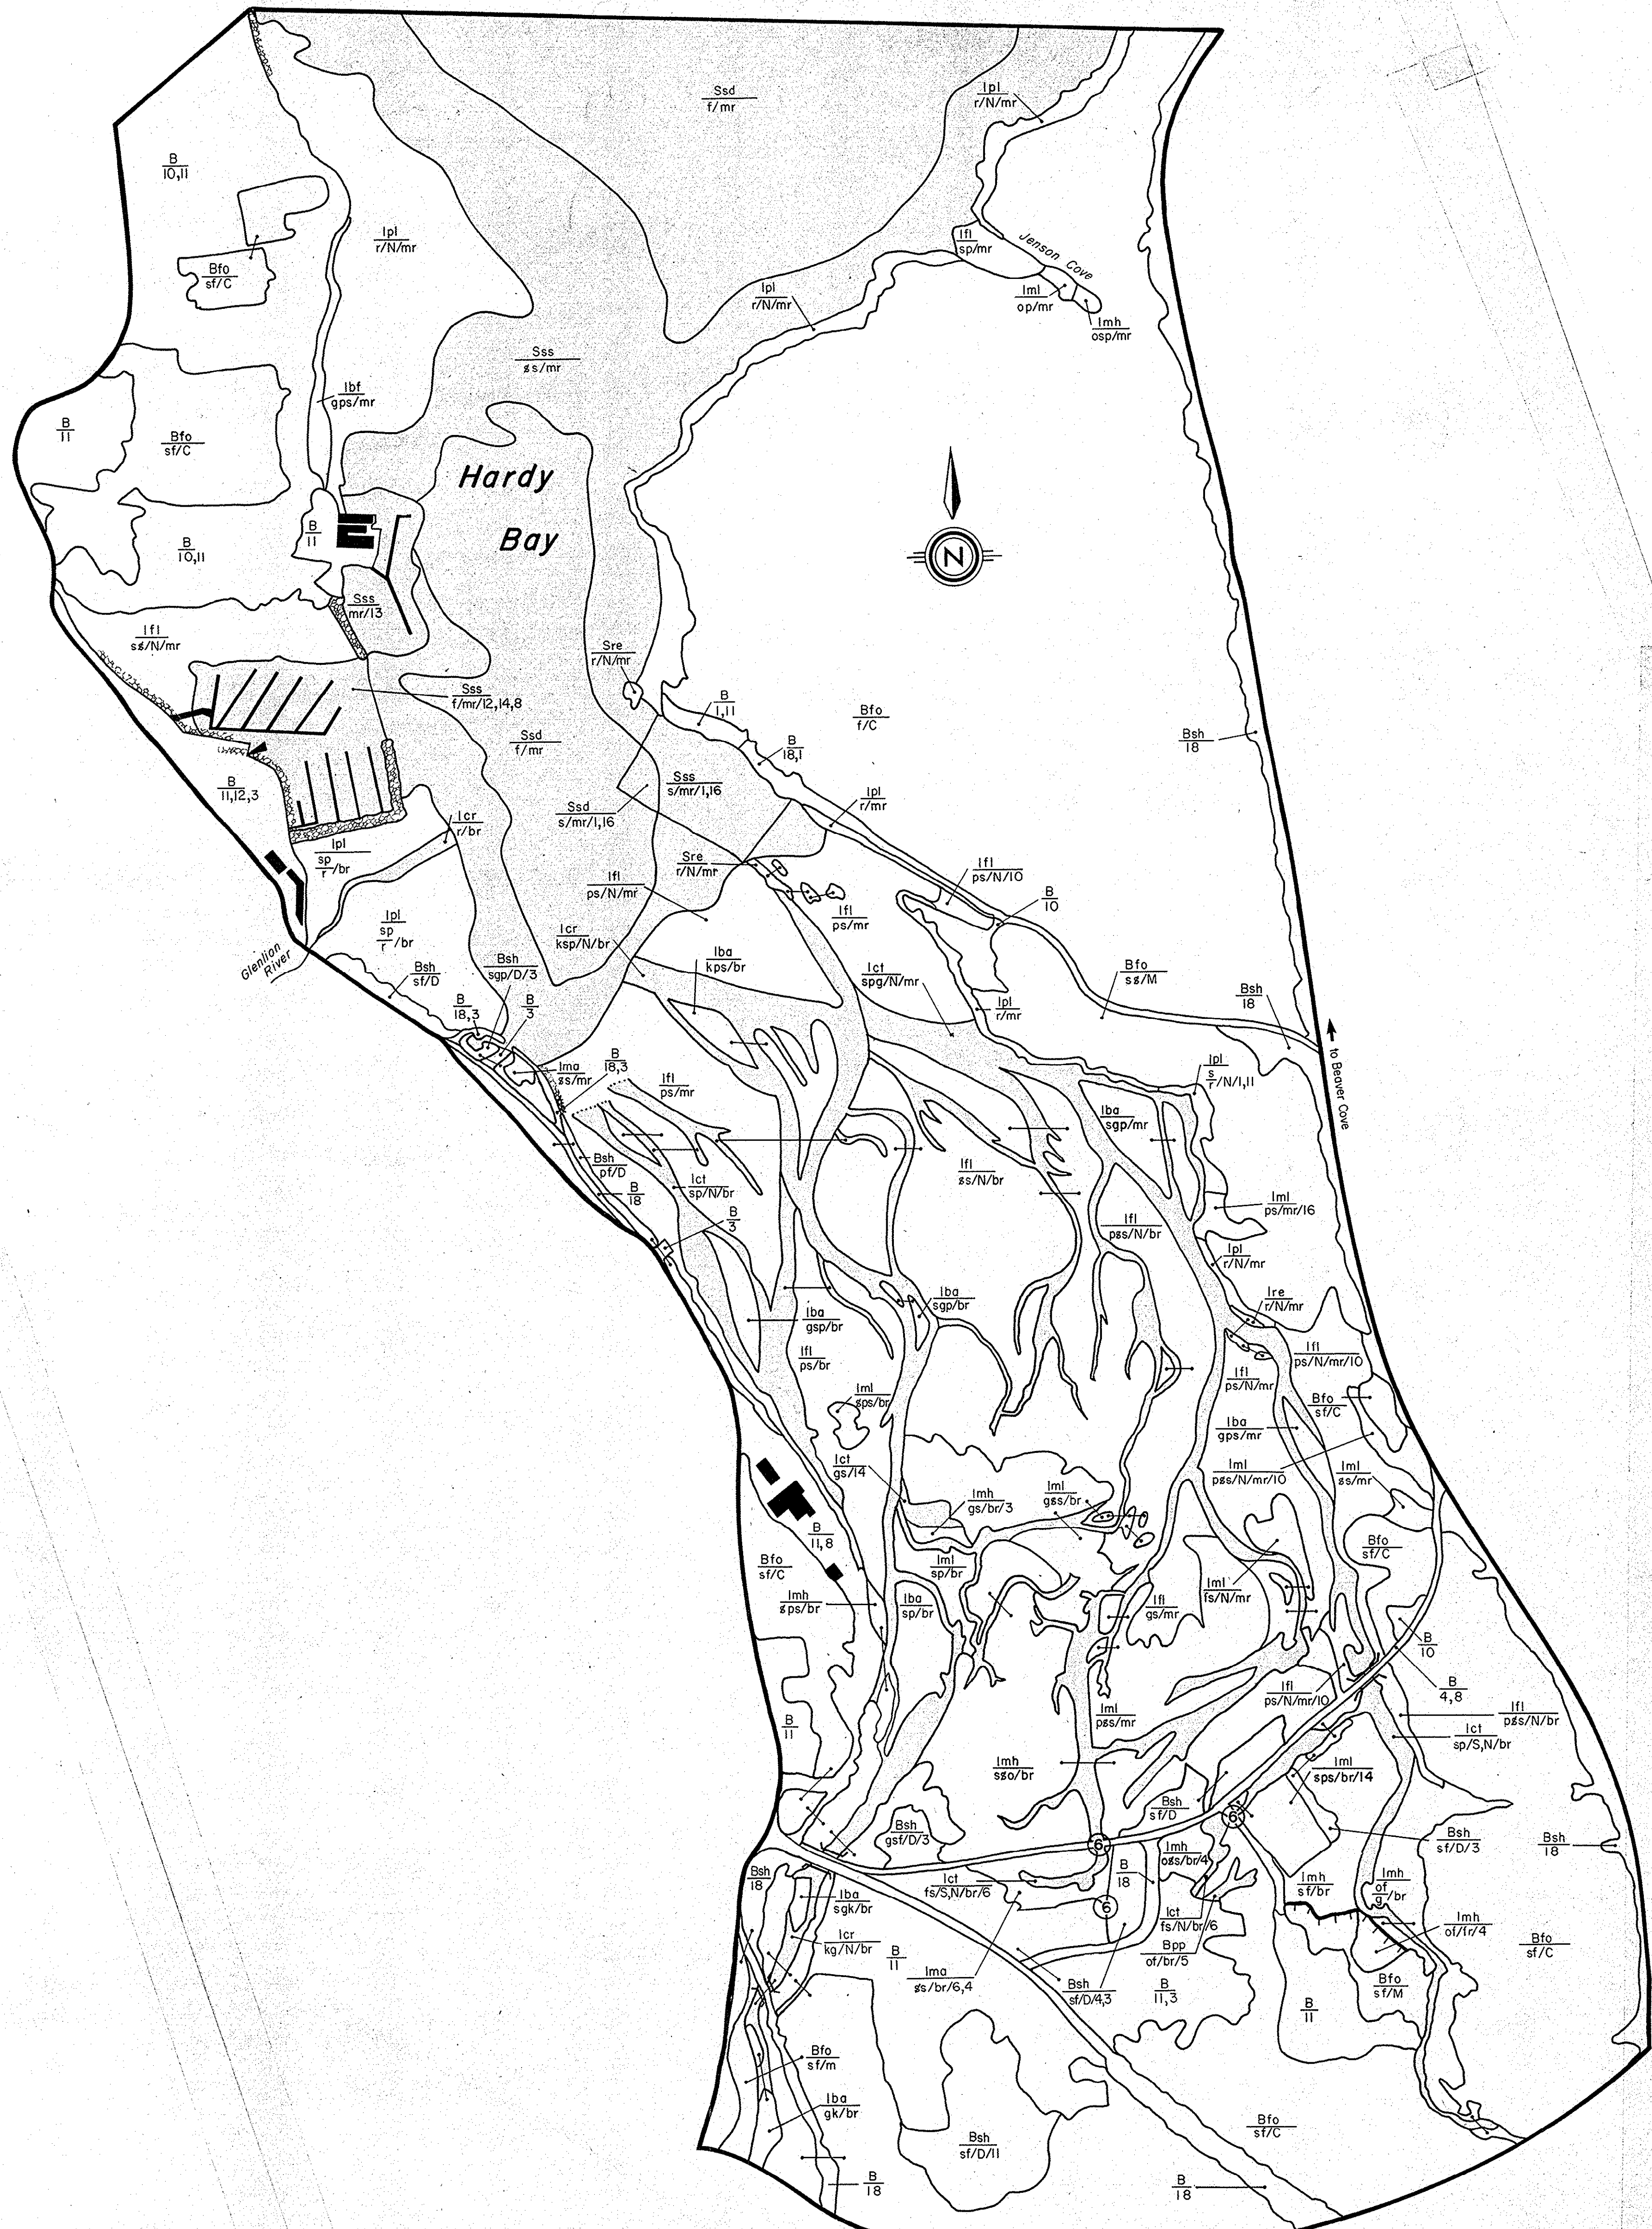 Ssd
f/mr
Ipl
r/N/mr
B
10,11
Ipl
r/N/mr
Ifl
sp/mr
Jenson Cove
Bfo
sf/C
Ipl
r/N/mr
Iml
op/mr
Imh
osp/mr
Sss
gs/mr
Ibf
gps/mr
B
11
Bfo
sf/C
Hardy
Bay
B
11
B
10,11
N
Sss
mr/13
Ifl
sg/N/mr
Sre
r/N/mr
Sss
f/mr/12,14,8
B
1,11
Bfo
f/C
Ssd
f/mr
B
18,1
Bsh
18
B
11,12,3
Sss
s/mr/1,16
Ssd
s/mr/1,16
Ipl
r/mr
Icr
r/br
Ipl
sp
r /br
Sre
r/N/mr
Ifl
ps/N/10
Ifl
ps/N/mr
B
10
Ifl
ps/mr
Ipl
sp
r /br
Icr
ksp/N/br
Glenlion
River
Iba
kps/br
Bsh
sgp/D/3
Bsh
sf/D
Ict
spg/N/mr
Bfo
sg/M
Bsh
18
B
18,3
B
3
Ipl
r/mr
to Beaver Cove
Ima
gs/mr
B
18,3
Ifl
ps/mr
Ipl
s
r /N/1,11
Iba
sgp/mr
Bsh
pf/D
Ict
sp/N/br
Ifl
gs/N/br
B
18
Iml
ps/mr/16
B
3
Ifl
pgs/N/br
Ipl
r/N/mr
Iba
sgp/br
Ire
r/N/mr
Iba
gsp/br
Ifl
ps/br
Ifl
ps/N/mr/10
Ifl
ps/N/mr
Iml
gps/br
Bfo
sf/C
Iba
gps/mr
Ict
gs/14
Iml
pgs/N/mr/10
Iml
gs/mr
Imh
gs/br/3
Iml
gss/br
B
11,8
Bfo
sf/C
Bfo
sf/C
Iml
sp/br
Iml
fs/N/mr
Imh
gps/br
Iba
sp/br
Ifl
gs/mr
B
10
B
4,8
Ifl
ps/N/mr/10
Iml
pgs/mr
Ifl
pgs/N/br
B
11
Ict
sp/S,N/br
Imh
sgo/br
Iml
sps/br/14
Bsh
sf/D
6
Bsh
gsf/D/3
6
Bsh
sf/D/3
Bsh
18
Imh
ogs/br/4
Bsh
18
Ict
fs/S,N/br/6
B
18
Imh
sf/br
Imh
of
g /br
Iba
sgk/br
6
Ict
fs/N/br/6
Imh
of/fr/4
Icr
kg/N/br
B
11
Bpp
of/br/5
Bfo
sf/C
Ima
gs/br/6,4
Bsh
sf/D/4,3
B
11,3
Bfo
sf/M
B
11
Bfo
sf/m
Iba
gk/br
Bfo
sf/C
Bsh
sf/D/11
B
18
B
18